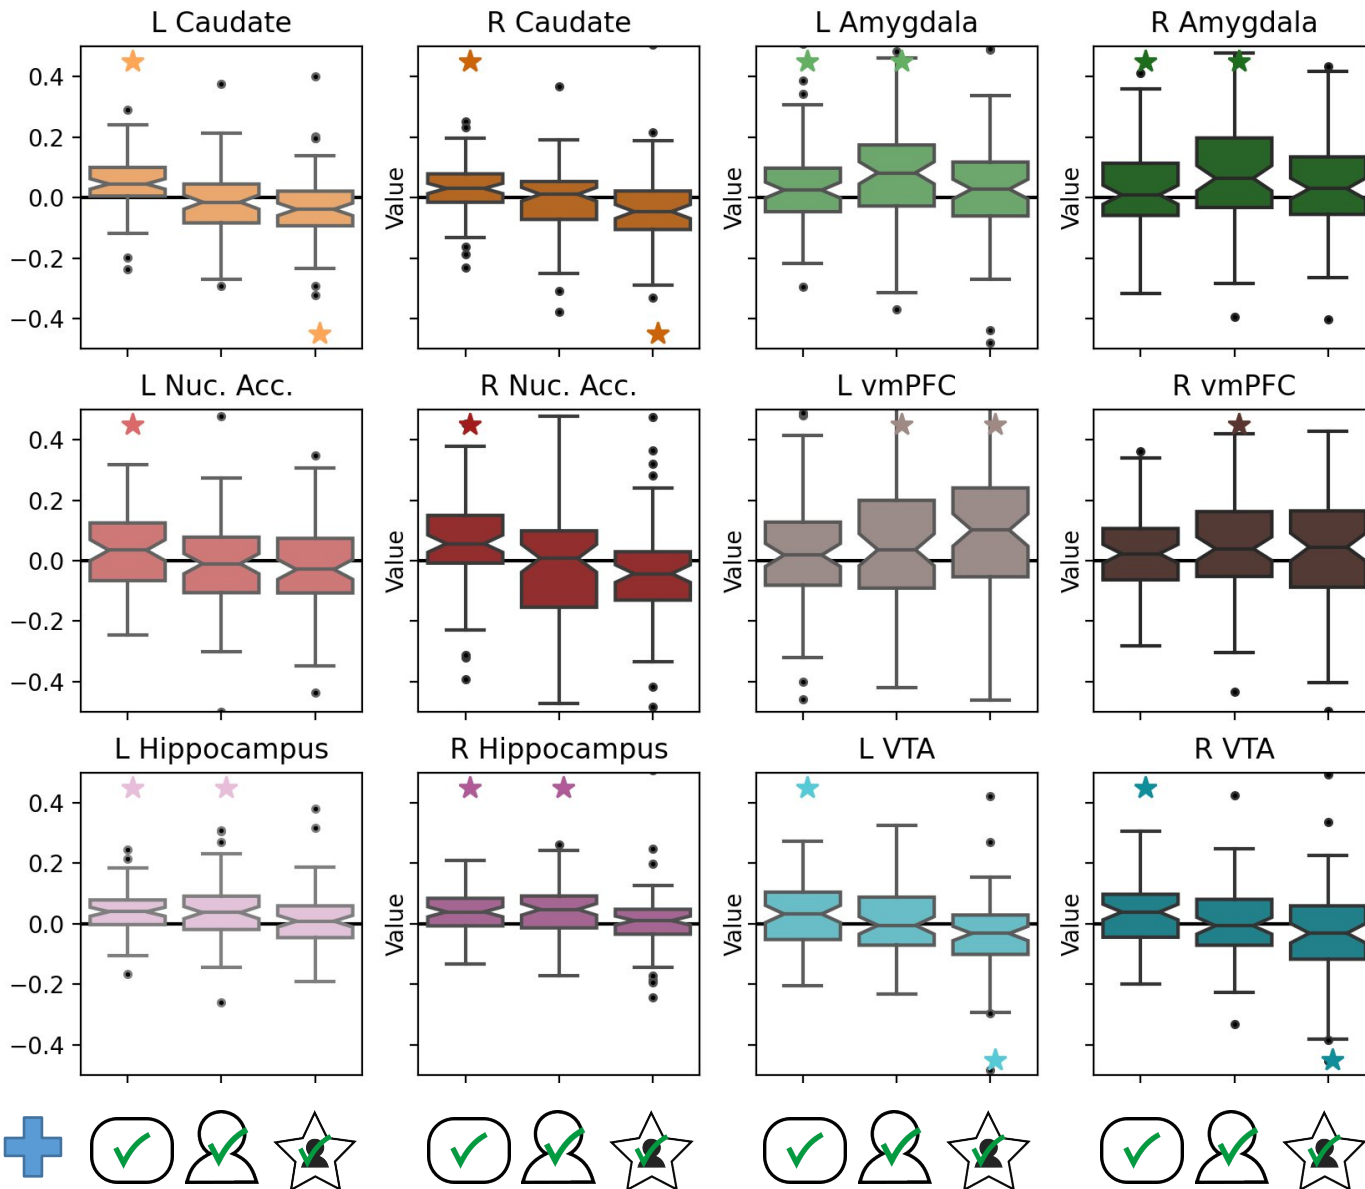 L Caudate R Caudate L Amygdala R Amygdala
0.4
0.2
0.0
−0.2
−0.4
Value
Value
Value
L Nuc. Acc. R Nuc. Acc. L vmPFC R vmPFC
0.4
0.2
0.0
−0.2
−0.4
Value
Value
Value
L Hippocampus R Hippocampus L VTA R VTA
0.4
0.2
0.0
−0.2
−0.4
Value
Value
Value